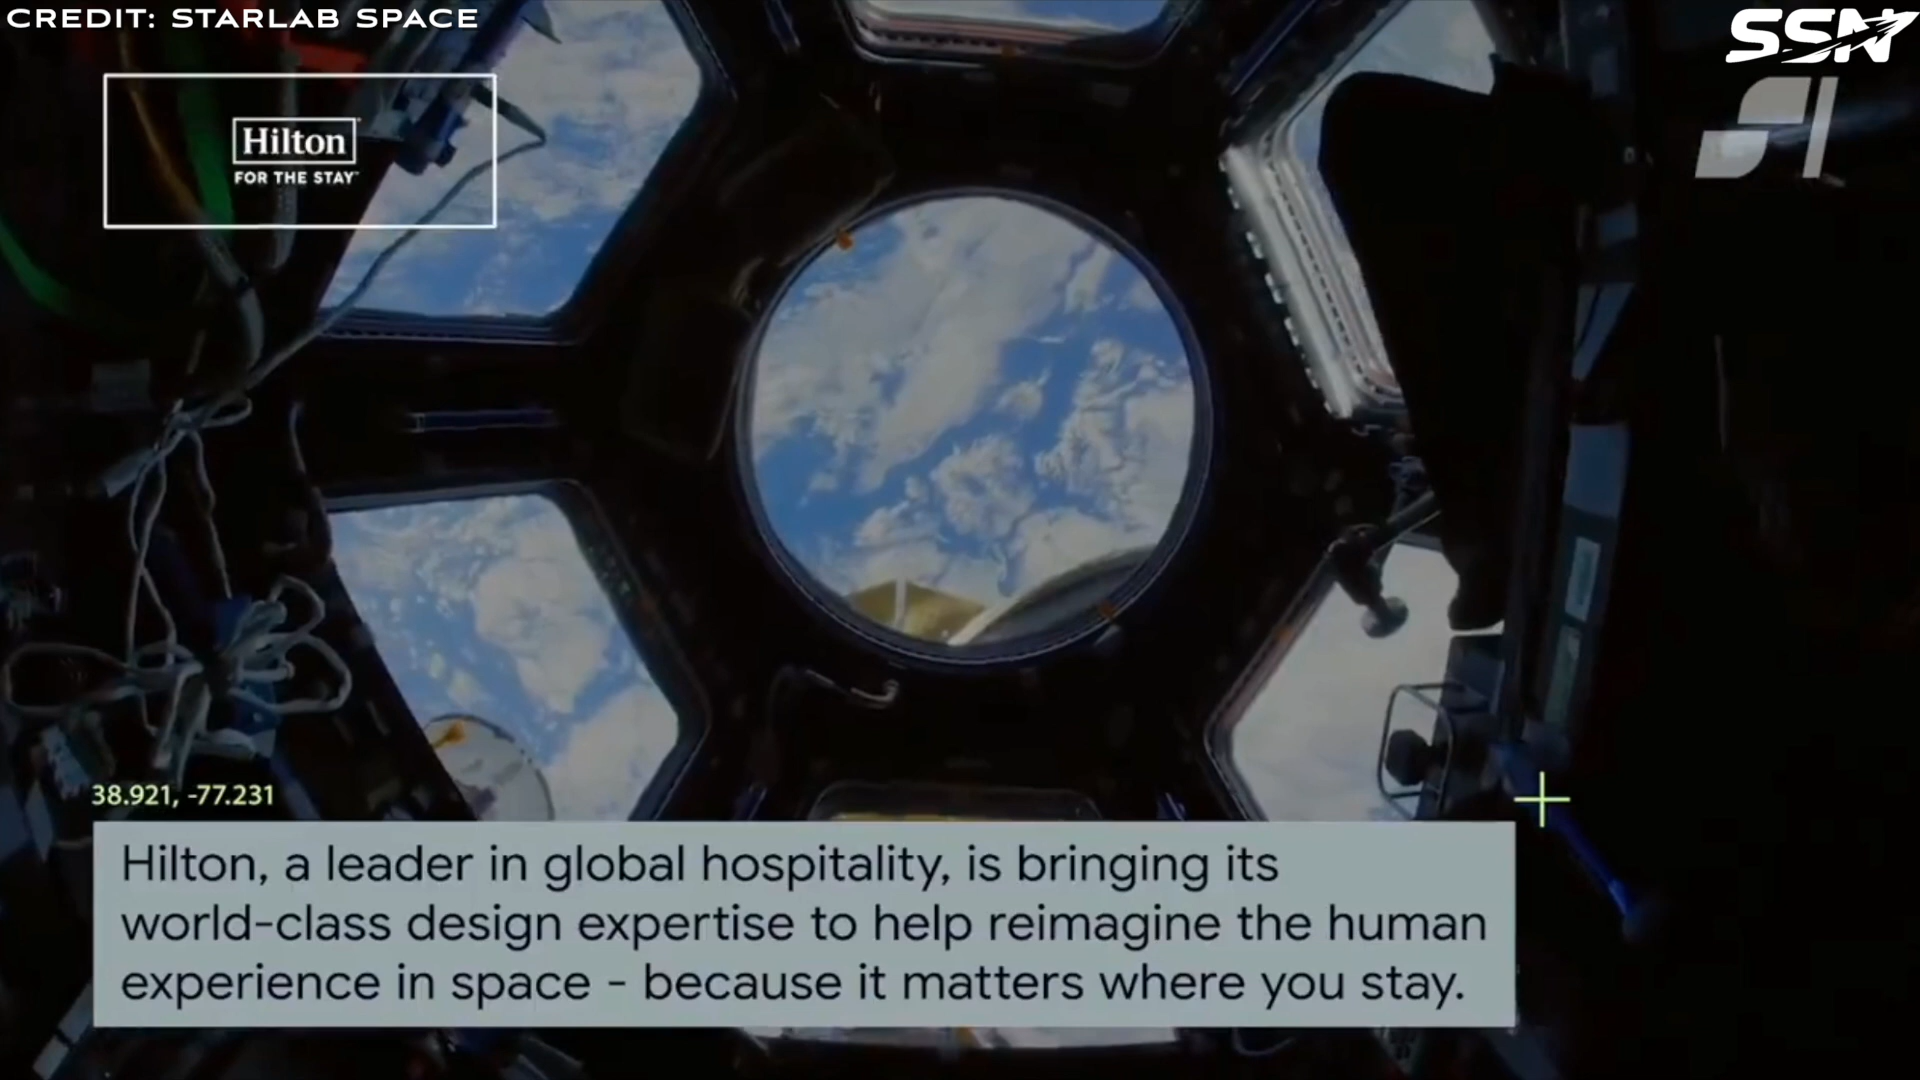 CREDIT: STARLAB SPACE
SSN
Hilton
FOR THE STAY
38.921, -77.231
Hilton, a leader in global hospitality, is bringing its
world-class design expertise to help reimagine the human
experience in space - because it matters where you stay.